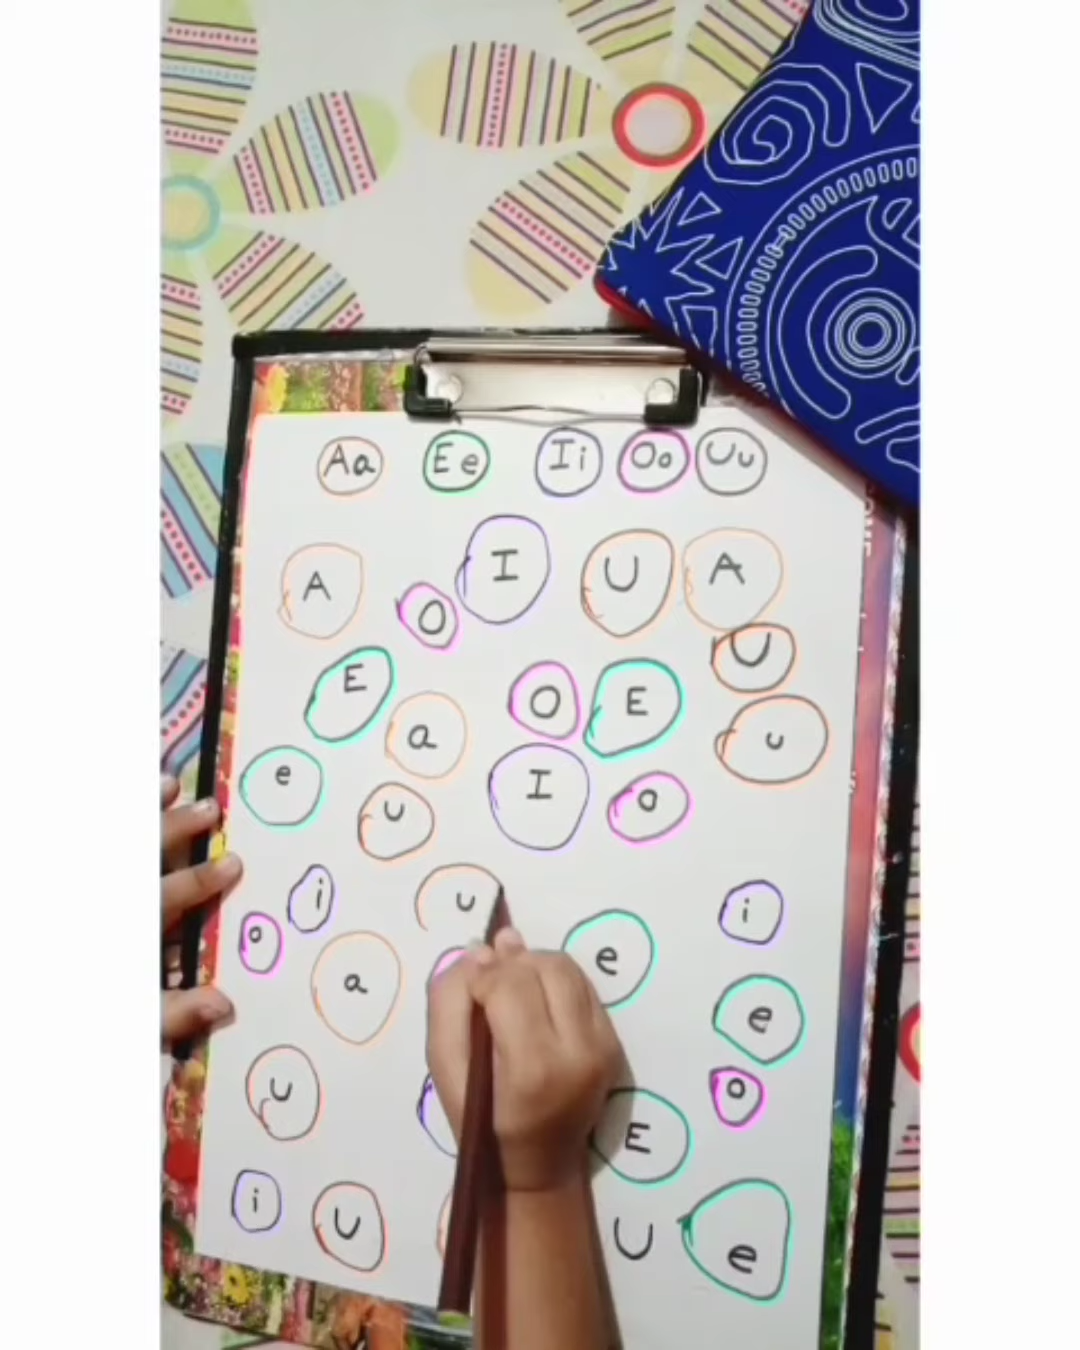 Aa Ee Ii Oo Uu
A O I U A
U
E a O E u
e u I o
i u i
o a e
e
u E o
i U U e